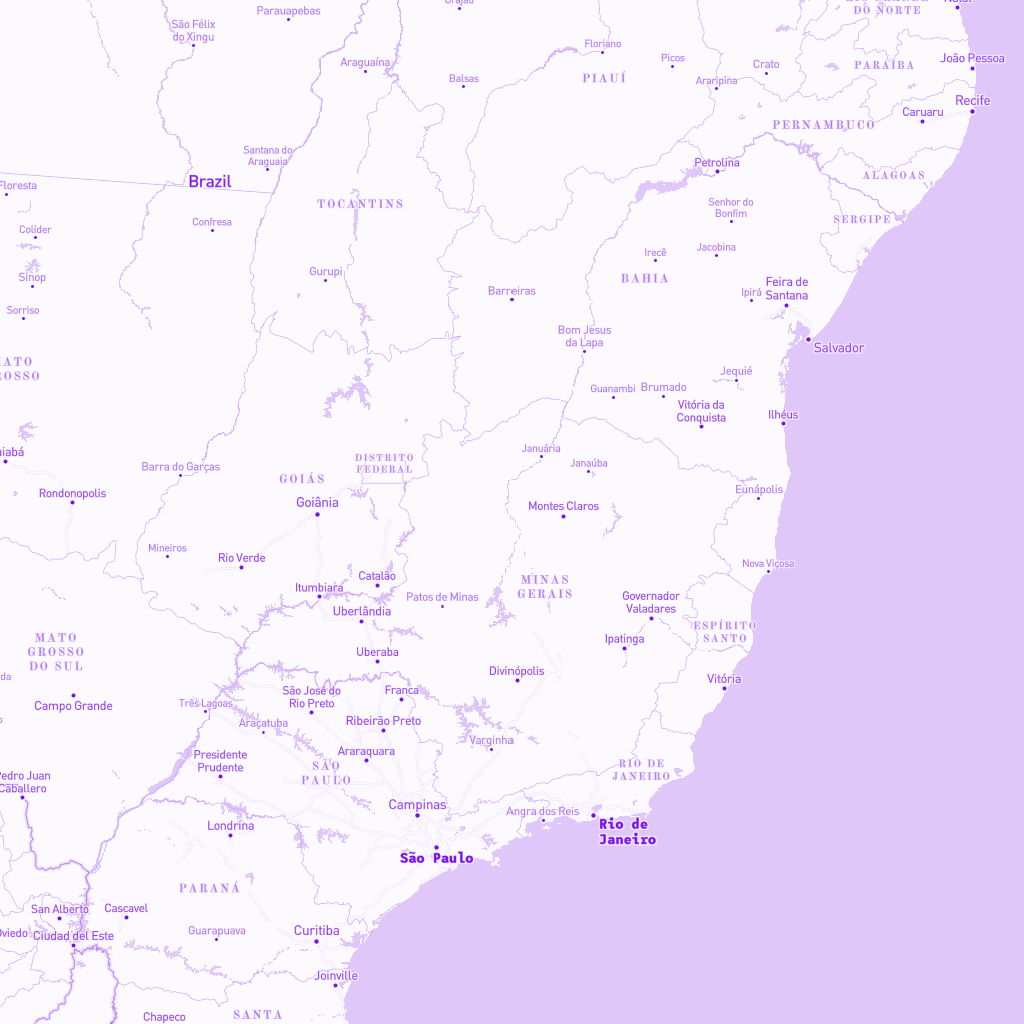 Grajaú
Natal
Parauapebas
DO NORTE
São Félix
do Xingu
Floriano
Araguaína
Balsas
PIAUÍ
Picos
Crato
Araripina
PARAÍBA
João Pessoa
Recife
Caruaru
PERNAMBUCO
Santana do
Araguaia
Petrolina
ALAGOAS
Floresta
Brazil
TOCANTINS
Senhor do
Bonfim
SERGIPE
Confresa
Colíder
Jacobina
Irecê
Sinop
Gurupi
BAHIA
Barreiras
Ipirá
Feira de
Santana
Sorriso
Bom Jesus
da Lapa
Salvador
MATO
GROSSO
Jequié
Guanambi
Brumado
Vitória da
Conquista
Ilhéus
Januária
Janaúba
DISTRITO
FEDERAL
Barra do Garças
GOIÁS
Rondonopolis
Eunápolis
Goiânia
Montes Claros
Mineiros
Rio Verde
Nova Viçosa
Catalão
Itumbiara
MINAS
GERAIS
Patos de Minas
Governador
Valadares
Uberlândia
ESPÍRITO
SANTO
MATO
GROSSO
DO SUL
Ipatinga
Uberaba
Divinópolis
Vitória
Campo Grande
Três Lagoas
São José do
Rio Preto
Franca
Araçatuba
Ribeirão Preto
Varginha
Araraquara
Presidente
Prudente
SÃO
PAULO
RIO DE
JANEIRO
Pedro Juan
Caballero
Campinas
Angra dos Reis
Rio de
Janeiro
Londrina
São Paulo
PARANÁ
San Alberto
Cascavel
Oviedo
Ciudad del Este
Guarapuava
Curitiba
Joinville
Chapeco
SANTA